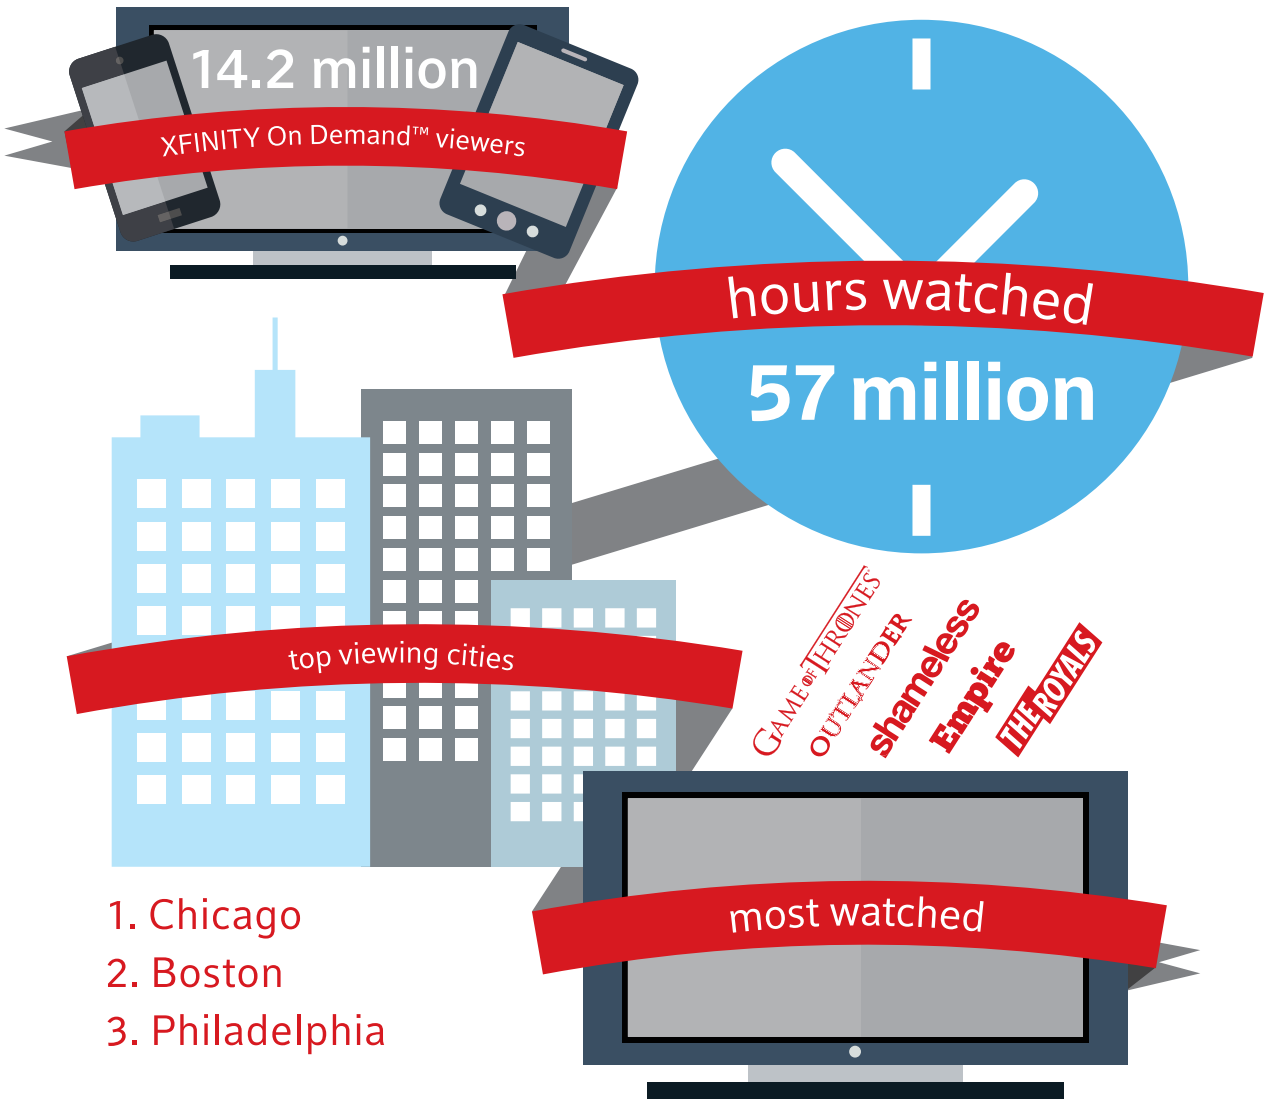 14.2 million
XFINITY On Demand™ viewers
hours watched
57 million
top viewing cities
1. Chicago
2. Boston
3. Philadelphia
GAME OF THRONES
OUTLANDER
shameless
Empire
THE ROYALS
most watched